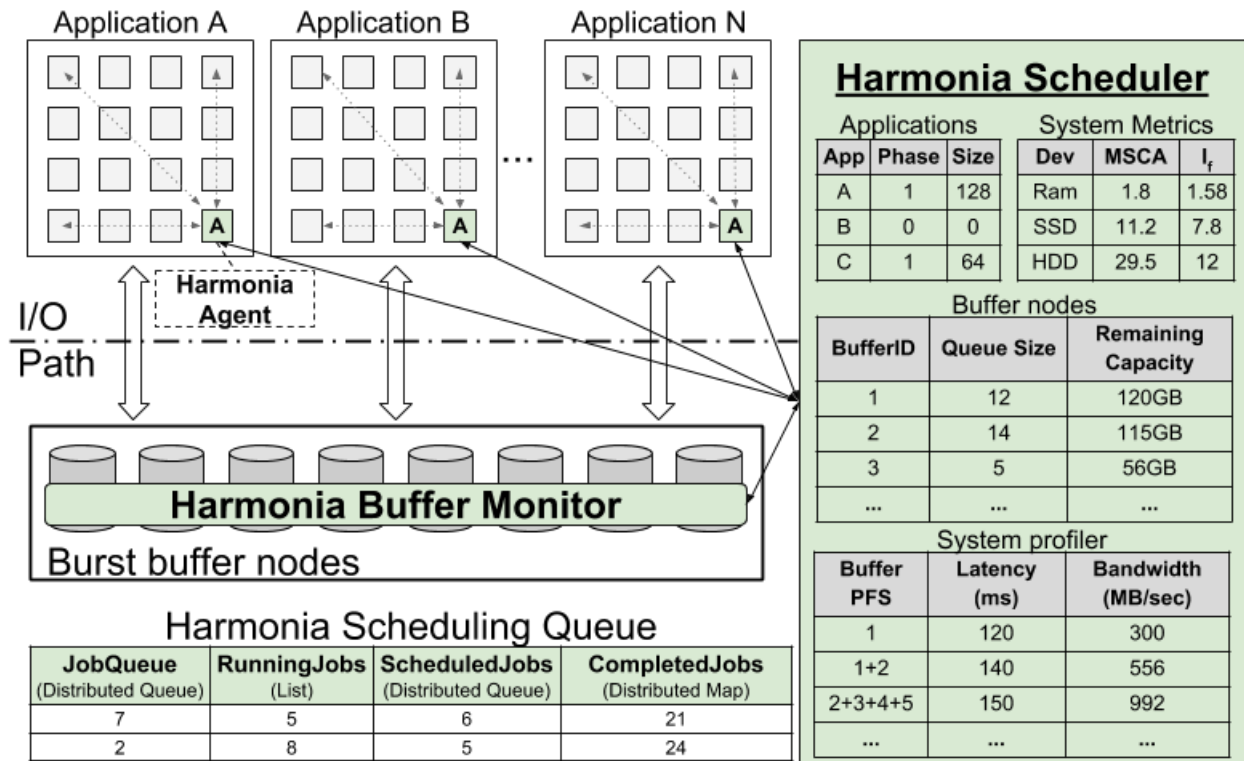 Application A
Application B
Application N
...
A
A
A
Harmonia
Agent
I/O
Path
Harmonia Buffer Monitor
Burst buffer nodes
Harmonia Scheduling Queue
JobQueue RunningJobs ScheduledJobs CompletedJobs
(Distributed Queue) (List) (Distributed Queue) (Distributed Map)
7 5 6 21
2 8 5 24
Harmonia Scheduler
Applications
App Phase Size
A 1 128
B 0 0
C 1 64
System Metrics
Dev MSCA If
Ram 1.8 1.58
SSD 11.2 7.8
HDD 29.5 12
Buffer nodes
BufferID Queue Size Remaining
Capacity
1 12 120GB
2 14 115GB
3 5 56GB
... ... ...
System profiler
Buffer Latency Bandwidth
PFS (ms) (MB/sec)
1 120 300
1+2 140 556
2+3+4+5 150 992
... ... ...